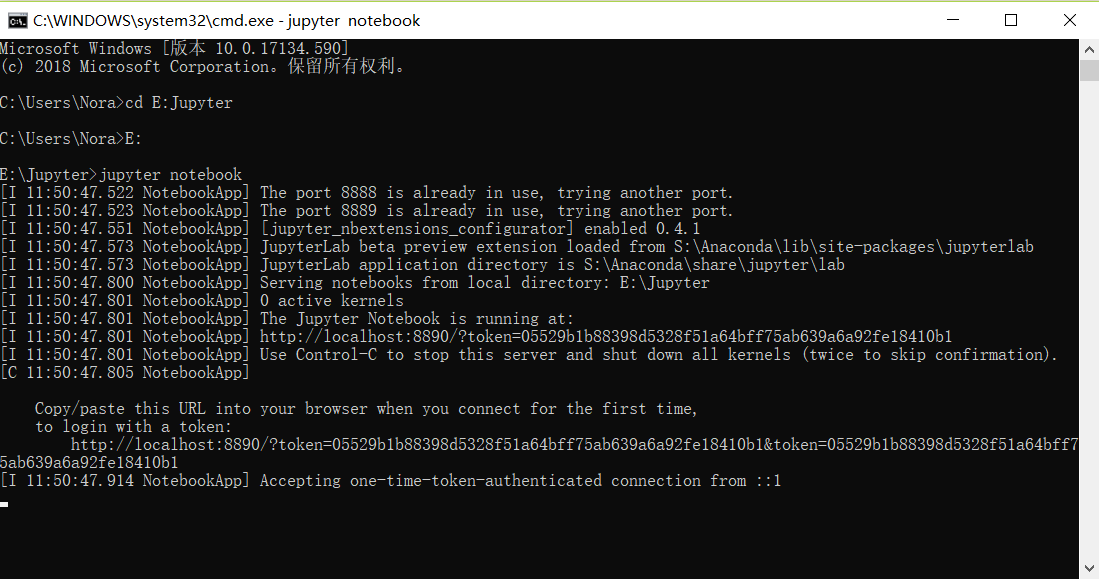 C:\WINDOWS\system32\cmd.exe - jupyter  notebook
Microsoft Windows [版本 10.0.17134.590]
(c) 2018 Microsoft Corporation。保留所有权利。
C:\Users\Nora>cd E:Jupyter
C:\Users\Nora>E:
E:\Jupyter>jupyter notebook
[I 11:50:47.522 NotebookApp] The port 8888 is already in use, trying another port.
[I 11:50:47.523 NotebookApp] The port 8889 is already in use, trying another port.
[I 11:50:47.551 NotebookApp] [jupyter_nbextensions_configurator] enabled 0.4.1
[I 11:50:47.573 NotebookApp] JupyterLab beta preview extension loaded from S:\Anaconda\lib\site-packages\jupyterlab
[I 11:50:47.573 NotebookApp] JupyterLab application directory is S:\Anaconda\share\jupyter\lab
[I 11:50:47.800 NotebookApp] Serving notebooks from local directory: E:\Jupyter
[I 11:50:47.801 NotebookApp] 0 active kernels
[I 11:50:47.801 NotebookApp] The Jupyter Notebook is running at:
[I 11:50:47.801 NotebookApp] http://localhost:8890/?token=05529b1b88398d5328f51a64bff75ab639a6a92fe18410b1
[I 11:50:47.801 NotebookApp] Use Control-C to stop this server and shut down all kernels (twice to skip confirmation).
[C 11:50:47.805 NotebookApp]
Copy/paste this URL into your browser when you connect for the first time,
to login with a token:
http://localhost:8890/?token=05529b1b88398d5328f51a64bff75ab639a6a92fe18410b1&token=05529b1b88398d5328f51a64bff7
5ab639a6a92fe18410b1
[I 11:50:47.914 NotebookApp] Accepting one-time-token-authenticated connection from ::1